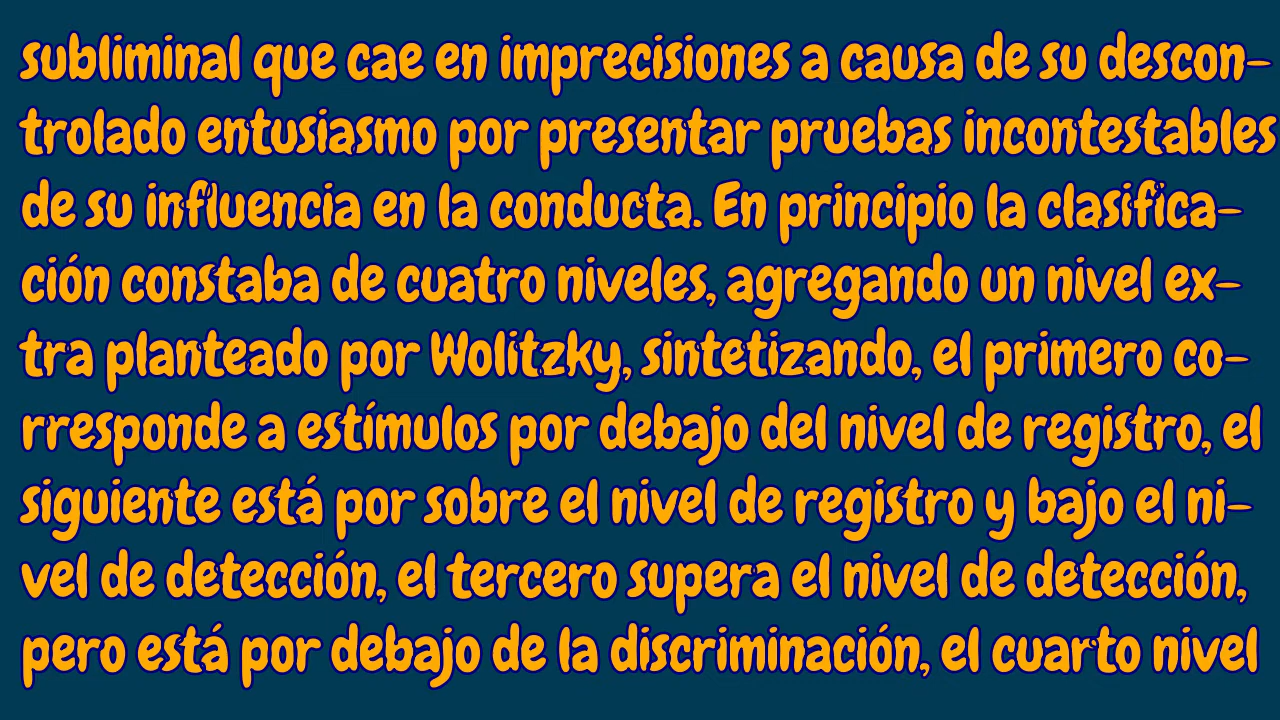 subliminal que cae en imprecisiones a causa de su descon-
trolado entusiasmo por presentar pruebas incontestables
de su influencia en la conducta. En principio la clasifica-
ción constaba de cuatro niveles, agregando un nivel ex-
tra planteado por Wolitzky, sintetizando, el primero co-
rresponde a estímulos por debajo del nivel de registro, el
siguiente está por sobre el nivel de registro y bajo el ni-
vel de detección, el tercero supera el nivel de detección,
pero está por debajo de la discriminación, el cuarto nivel